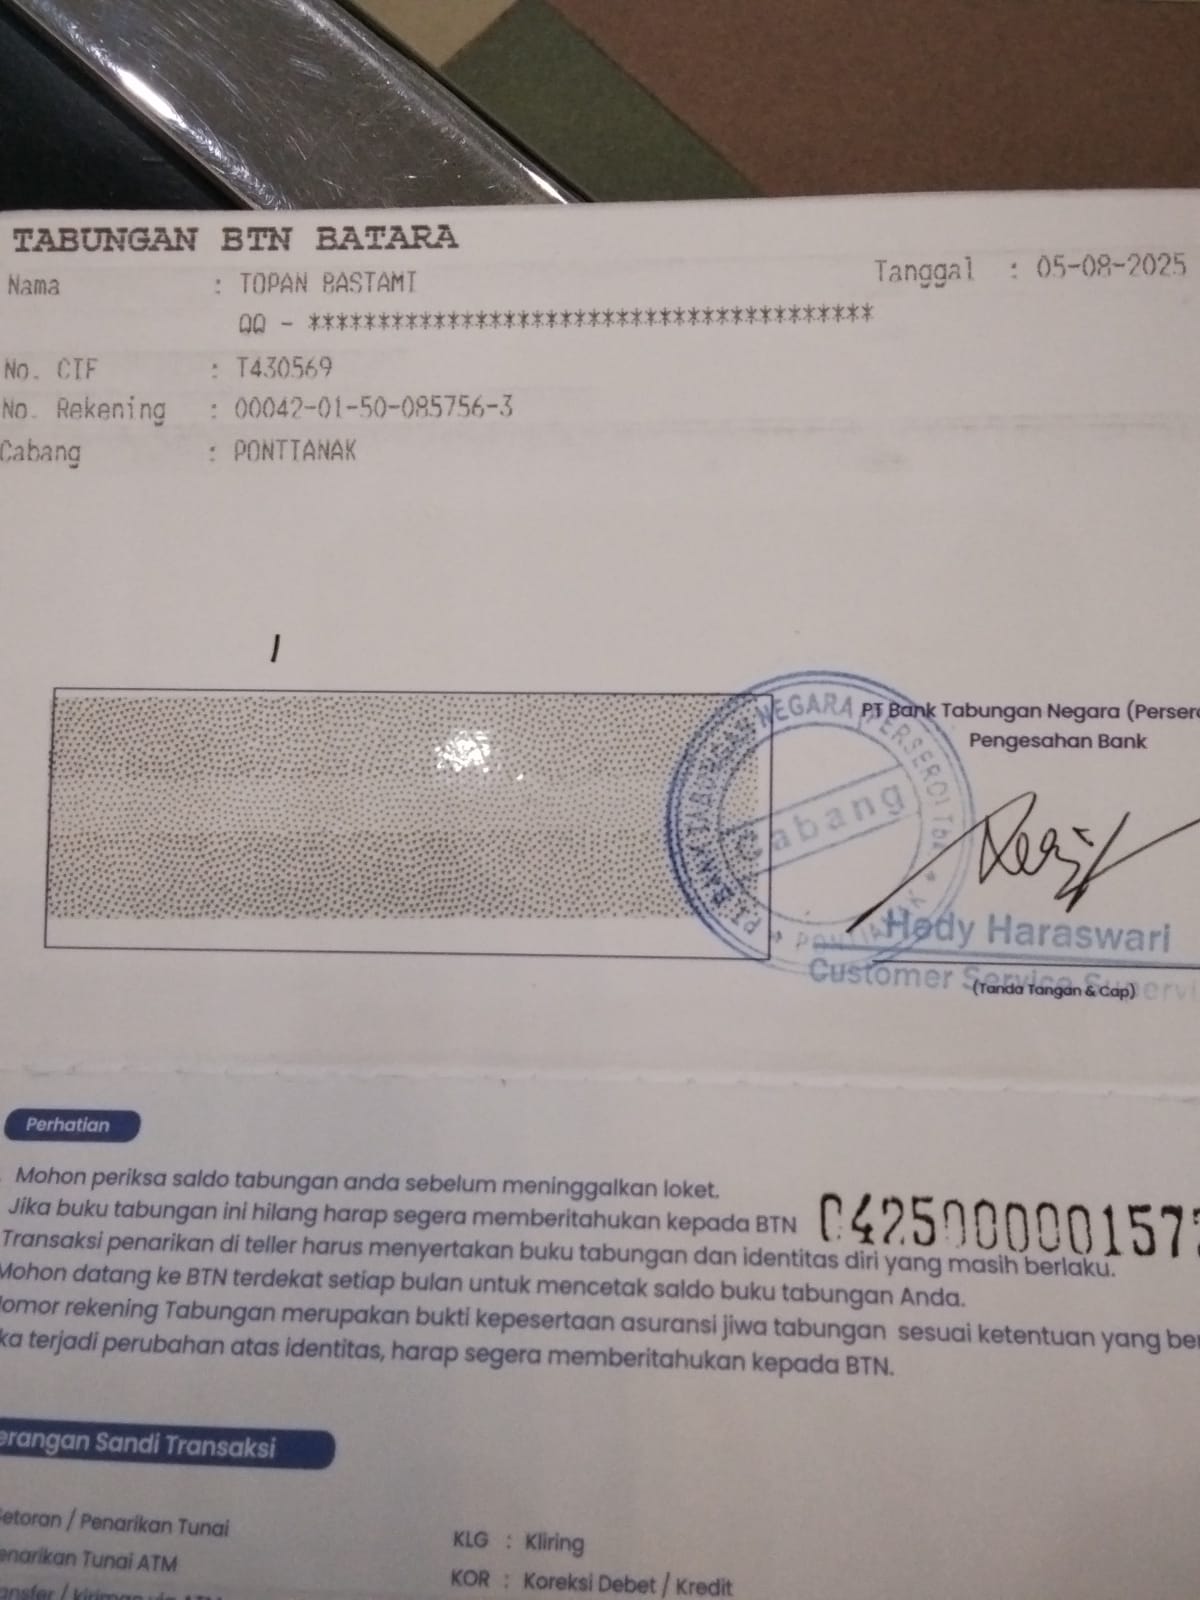 TABUNGAN BTN BATARA
Nama : TOPAN BASTAMI
Tanggal : 05-08-2025
QQ - *****************************************
No. CIF : T430569
No. Rekening : 00042-01-50-085756-3
Cabang : PONTIANAK
PT Bank Tabungan Negara (Persero
Pengesahan Bank
Cabang
Hedy Haraswari
Customer Service Supervi
(Tanda Tangan & Cap)
Perhatian
Mohon periksa saldo tabungan anda sebelum meninggalkan loket.
Jika buku tabungan ini hilang harap segera memberitahukan kepada BTN
04250000001573
Transaksi penarikan di teller harus menyertakan buku tabungan dan identitas diri yang masih berlaku.
Mohon datang ke BTN terdekat setiap bulan untuk mencetak saldo buku tabungan Anda.
Nomor rekening Tabungan merupakan bukti kepesertaan asuransi jiwa tabungan sesuai ketentuan yang ber
ka terjadi perubahan atas identitas, harap segera memberitahukan kepada BTN.
erangan Sandi Transaksi
Setoran / Penarikan Tunai
KLG : Kliring
enarikan Tunai ATM
KOR : Koreksi Debet / Kredit